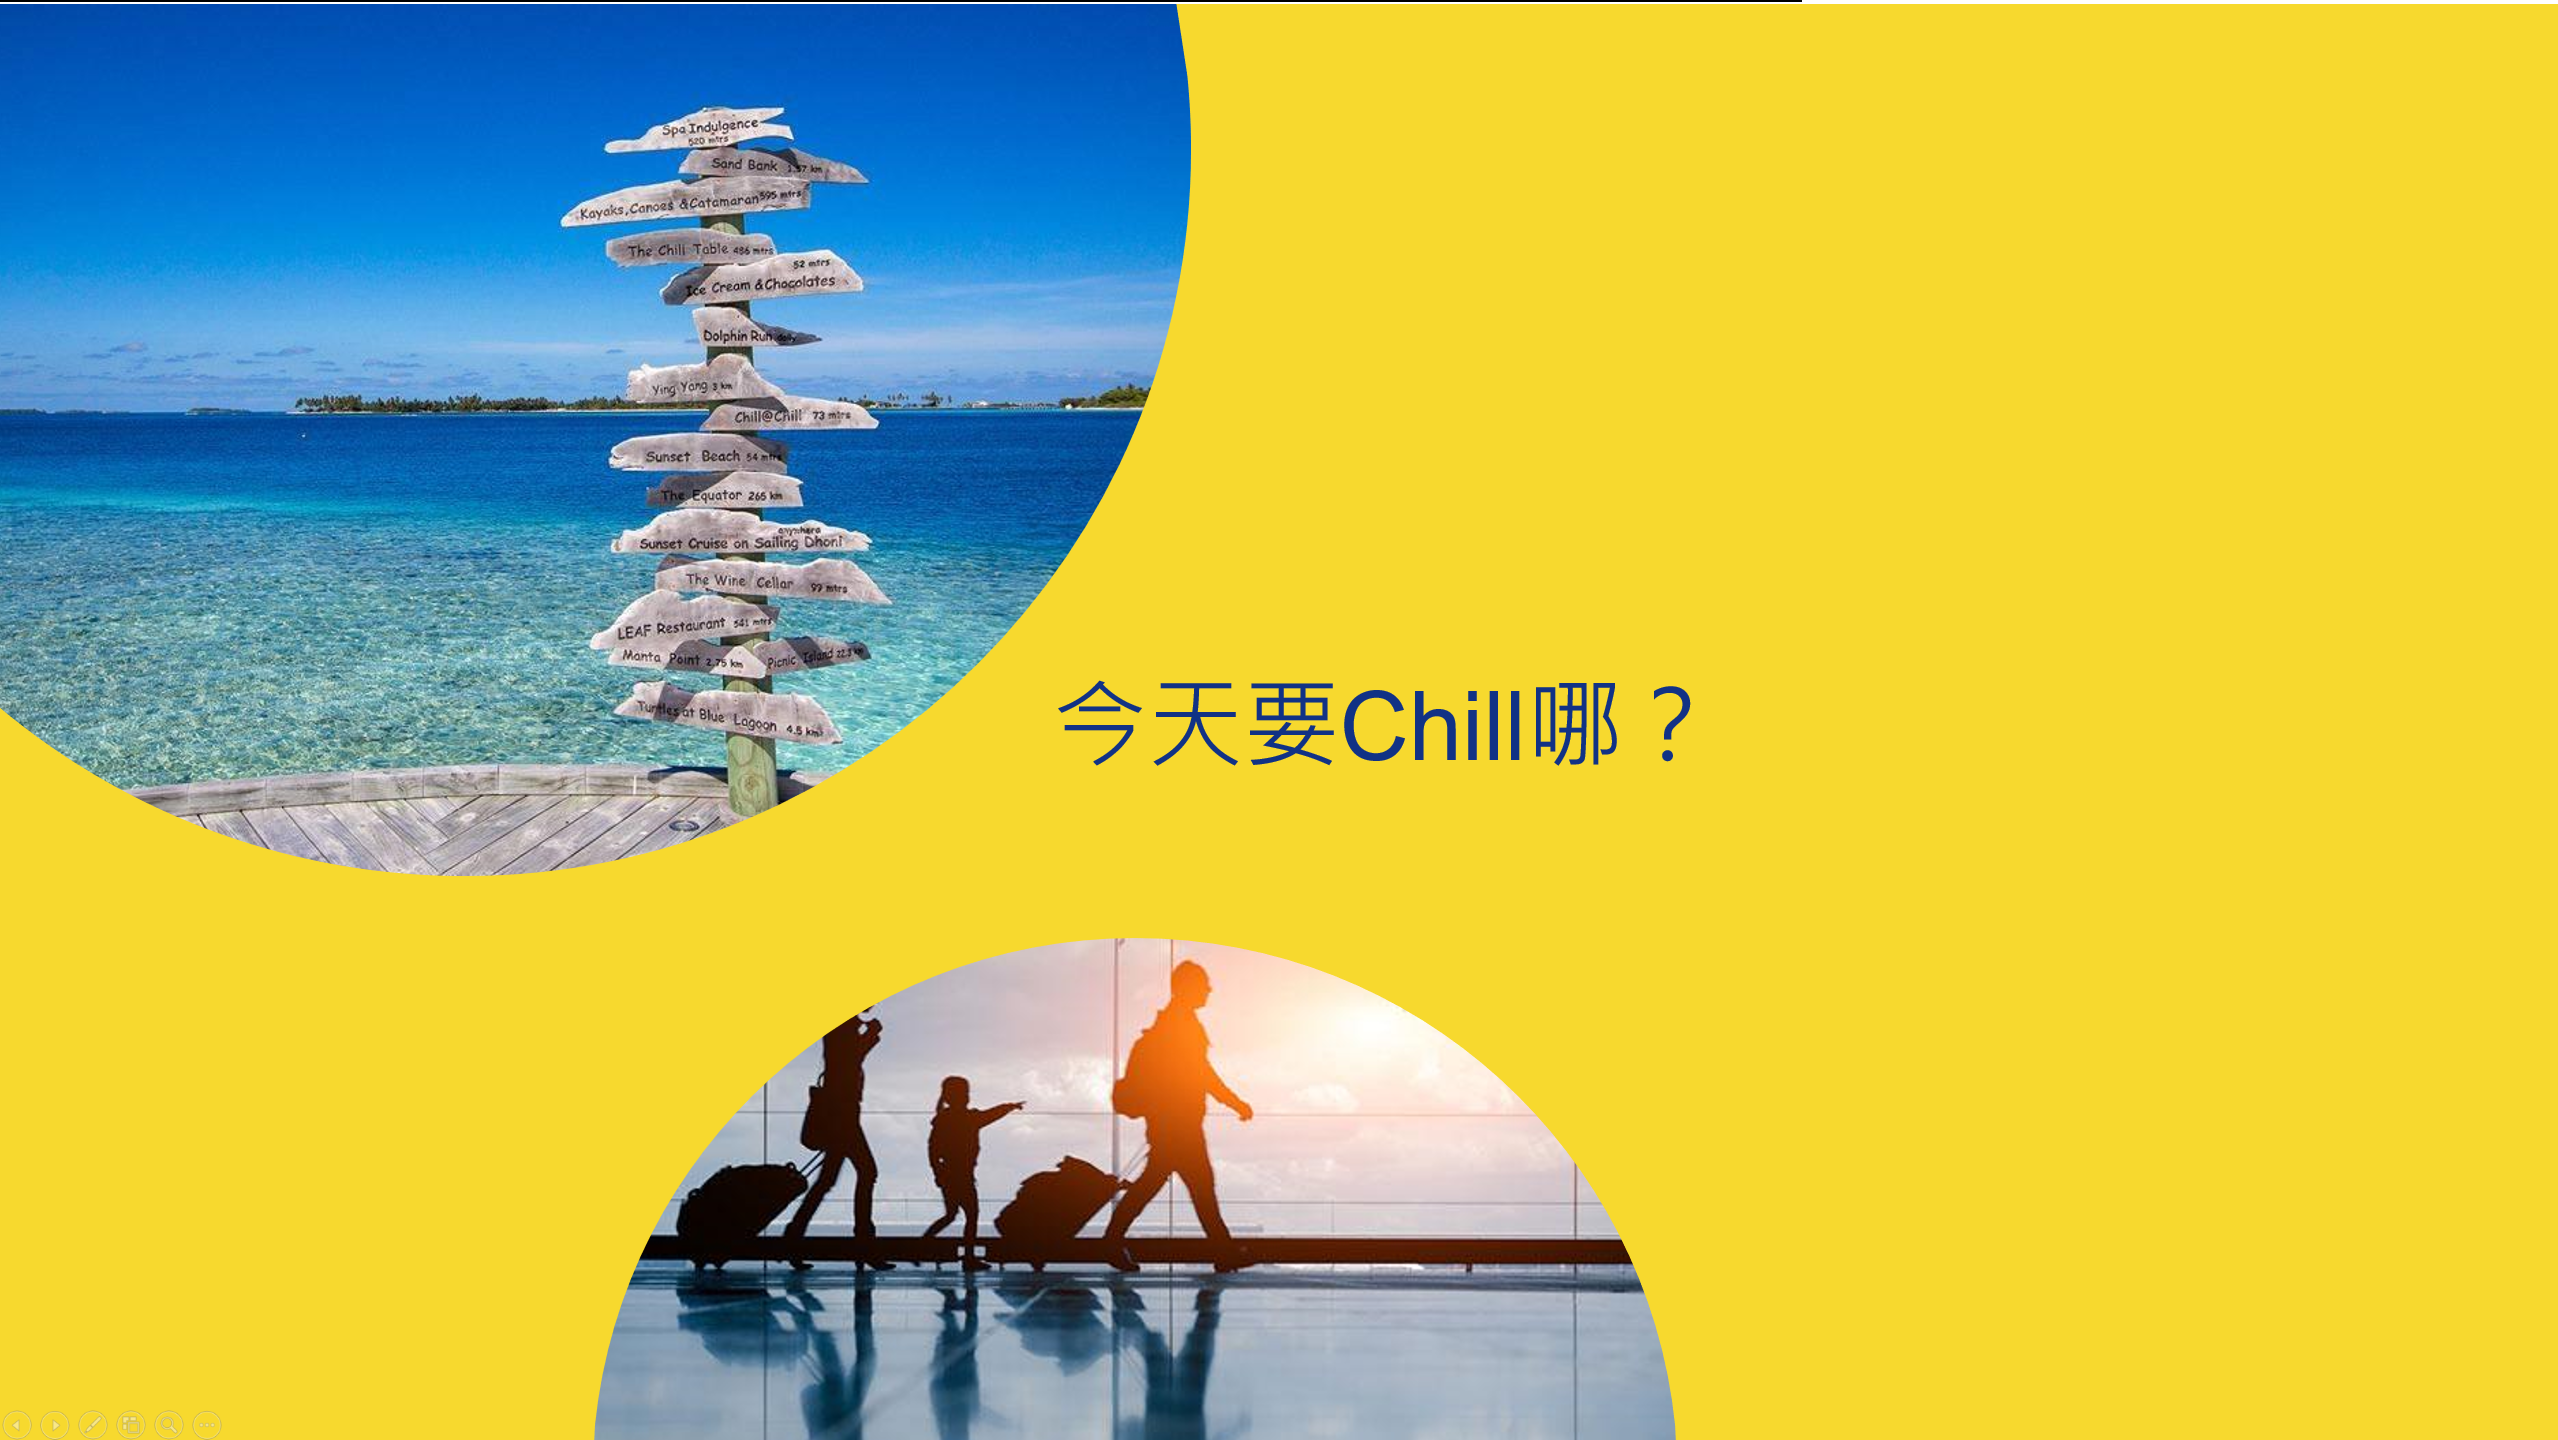 Spa Indulgence
520 mtrs
Sand Bank 1.57 km
Kayaks,Canoes &Catamaran 595 mtrs
The Chill Table 486 mtrs
52 mtrs
Ice Cream &Chocolates
Dolphin Run daily
Ying Yang 3 km
Chill@Chill 73 mtrs
Sunset Beach 54 mtrs
The Equator 265 km
anywhere
Sunset Cruise on Sailing Dhoni
The Wine Cellar 99 mtrs
LEAF Restaurant 541 mtrs
Manta Point 2.75 km
Picnic Island 22.3 km
Turtles at Blue Lagoon 4.5 km
今天要Chill哪？